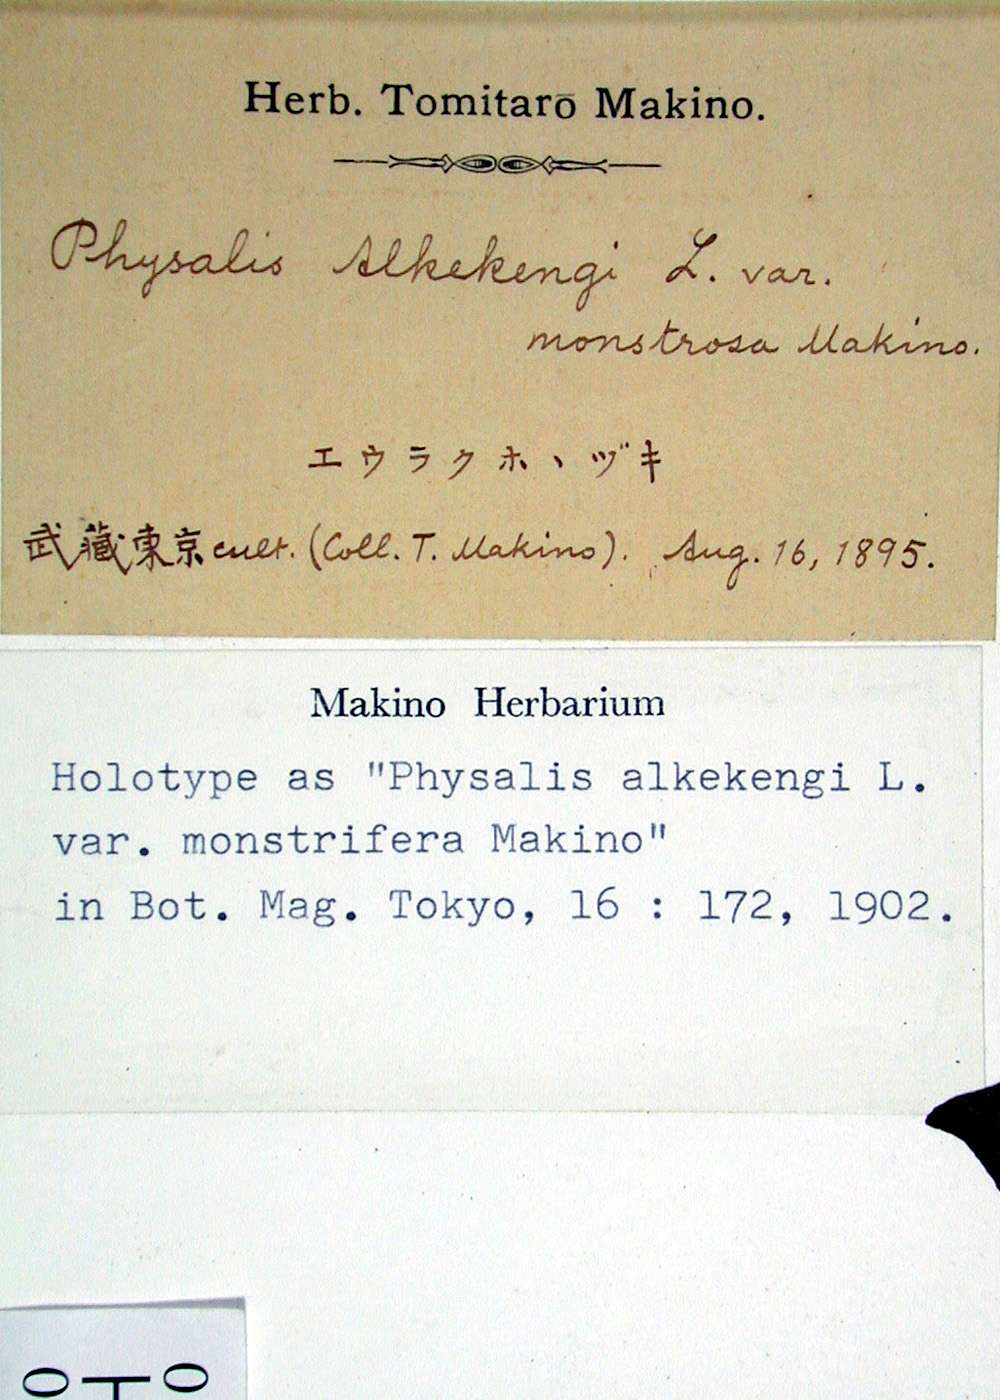 Herb. Tomitarō Makino.
Physalis Alkekengi L. var.
monstrosa Makino.
エウラクホヽヅキ
武藏東京 cult. (Coll. T. Makino). Aug. 16, 1895.
Makino Herbarium
Holotype as "Physalis alkekengi L.
var. monstrifera Makino"
in Bot. Mag. Tokyo, 16 : 172, 1902.